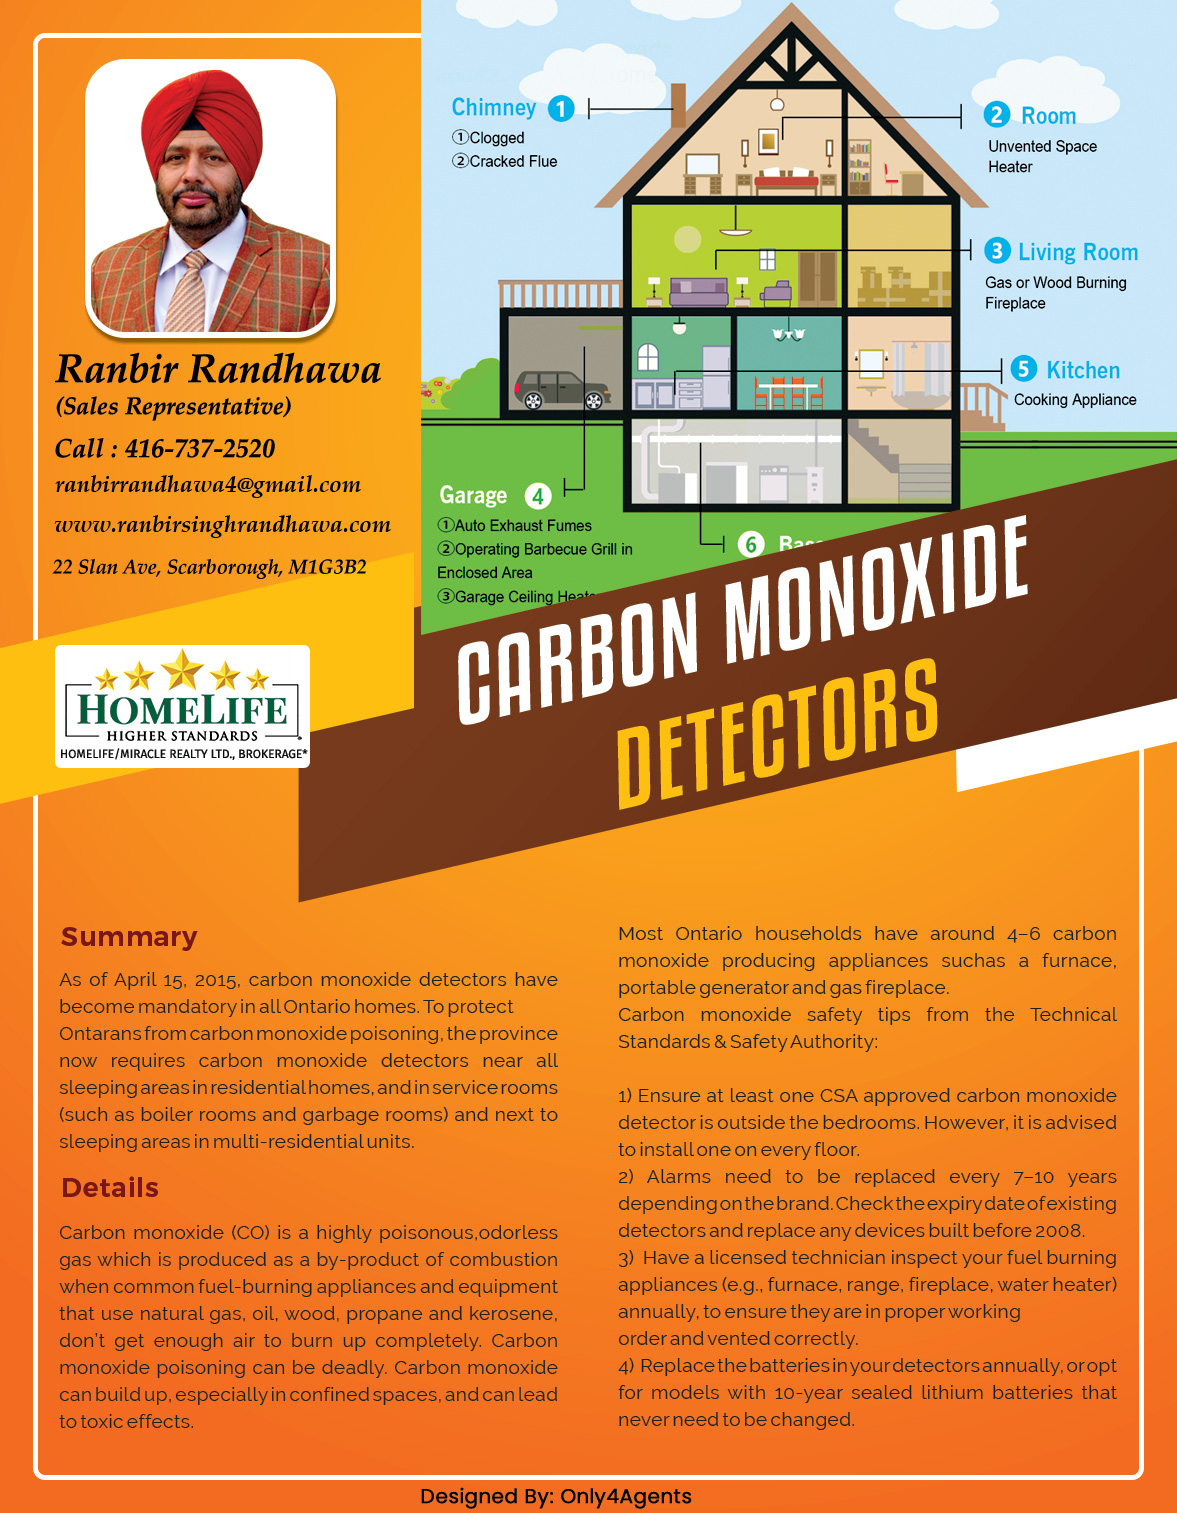 Ranbir Randhawa
(Sales Representative)
Call : 416-737-2520
ranbirrandhawa4@gmail.com
www.ranbirsinghrandhawa.com
22 Slan Ave, Scarborough, M1G3B2
HOMELIFE
HIGHER STANDARDS
HOMELIFE/MIRACLE REALTY LTD., BROKERAGE*
Chimney 1
①Clogged
②Cracked Flue
2 Room
Unvented Space
Heater
3 Living Room
Gas or Wood Burning
Fireplace
5 Kitchen
Cooking Appliance
Garage 4
①Auto Exhaust Fumes
②Operating Barbecue Grill in
Enclosed Area
③Garage Ceiling
6
CARBON MONOXIDE
DETECTORS
Summary
As of April 15, 2015, carbon monoxide detectors have
become mandatory in all Ontario homes. To protect
Ontarans from carbon monoxide poisoning, the province
now requires carbon monoxide detectors near all
sleeping areas in residential homes, and in service rooms
(such as boiler rooms and garbage rooms) and next to
sleeping areas in multi-residential units.
Details
Carbon monoxide (CO) is a highly poisonous,odorless
gas which is produced as a by-product of combustion
when common fuel-burning appliances and equipment
that use natural gas, oil, wood, propane and kerosene,
don't get enough air to burn up completely. Carbon
monoxide poisoning can be deadly. Carbon monoxide
can build up, especially in confined spaces, and can lead
to toxic effects.
Most Ontario households have around 4–6 carbon
monoxide producing appliances suchas a furnace,
portable generator and gas fireplace.
Carbon monoxide safety tips from the Technical
Standards & Safety Authority:
1) Ensure at least one CSA approved carbon monoxide
detector is outside the bedrooms. However, it is advised
to install one on every floor.
2) Alarms need to be replaced every 7–10 years
depending on the brand. Check the expiry date of existing
detectors and replace any devices built before 2008.
3) Have a licensed technician inspect your fuel burning
appliances (e.g., furnace, range, fireplace, water heater)
annually, to ensure they are in proper working
order and vented correctly.
4) Replace the batteries in your detectors annually, or opt
for models with 10-year sealed lithium batteries that
never need to be changed.
Designed By: Only4Agents